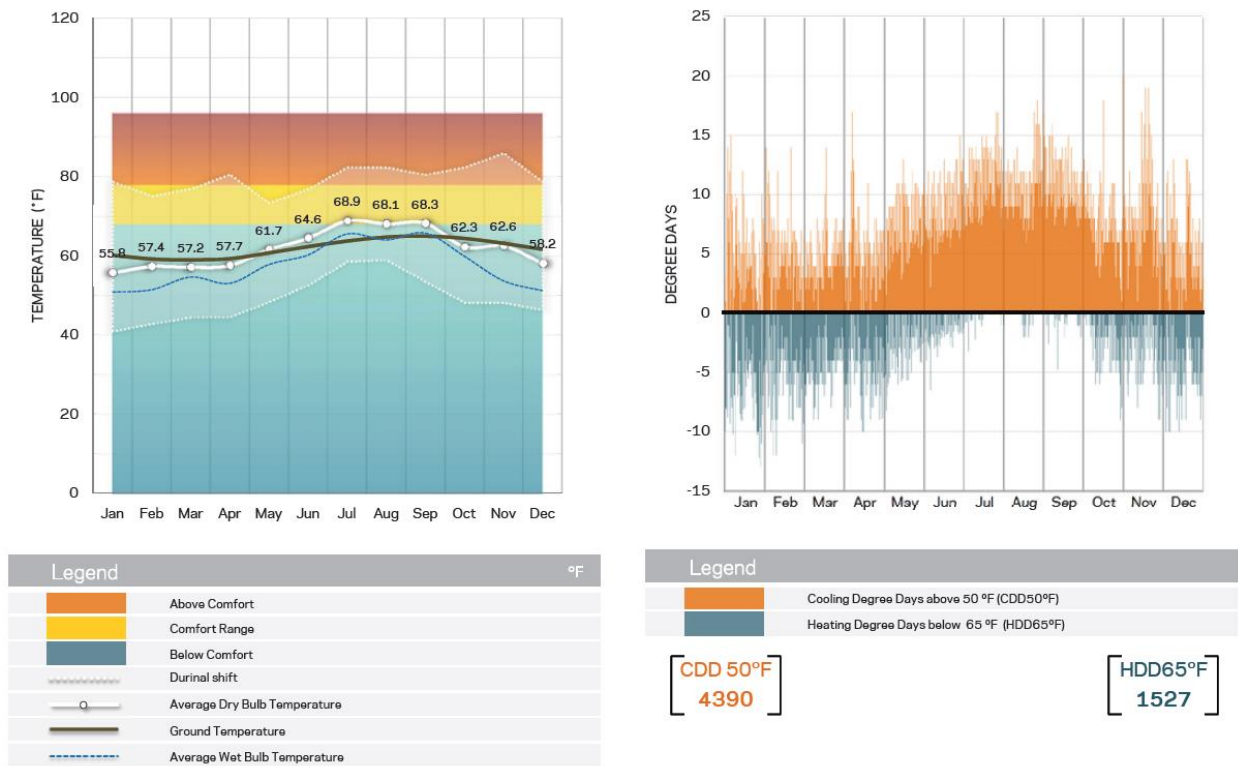 120
100
80
60
40
20
0
TEMPERATURE (°F)
55.8 57.4 57.2 57.7 61.7 64.6 68.9 68.1 68.3 62.3 62.6 58.2
Jan Feb Mar Apr May Jun Jul Aug Sep Oct Nov Dec
Legend °F
Above Comfort
Comfort Range
Below Comfort
Durinal shift
Average Dry Bulb Temperature
Ground Temperature
Average Wet Bulb Temperature
25
20
15
10
5
0
-5
-10
-15
DEGREEDAYS
Jan Feb Mar Apr May Jun Jul Aug Sep Oct Nov Dec
Legend
Cooling Degree Days above 50 °F (CDD50°F)
Heating Degree Days below 65 °F (HDD65°F)
CDD 50°F
4390
HDD65°F
1527